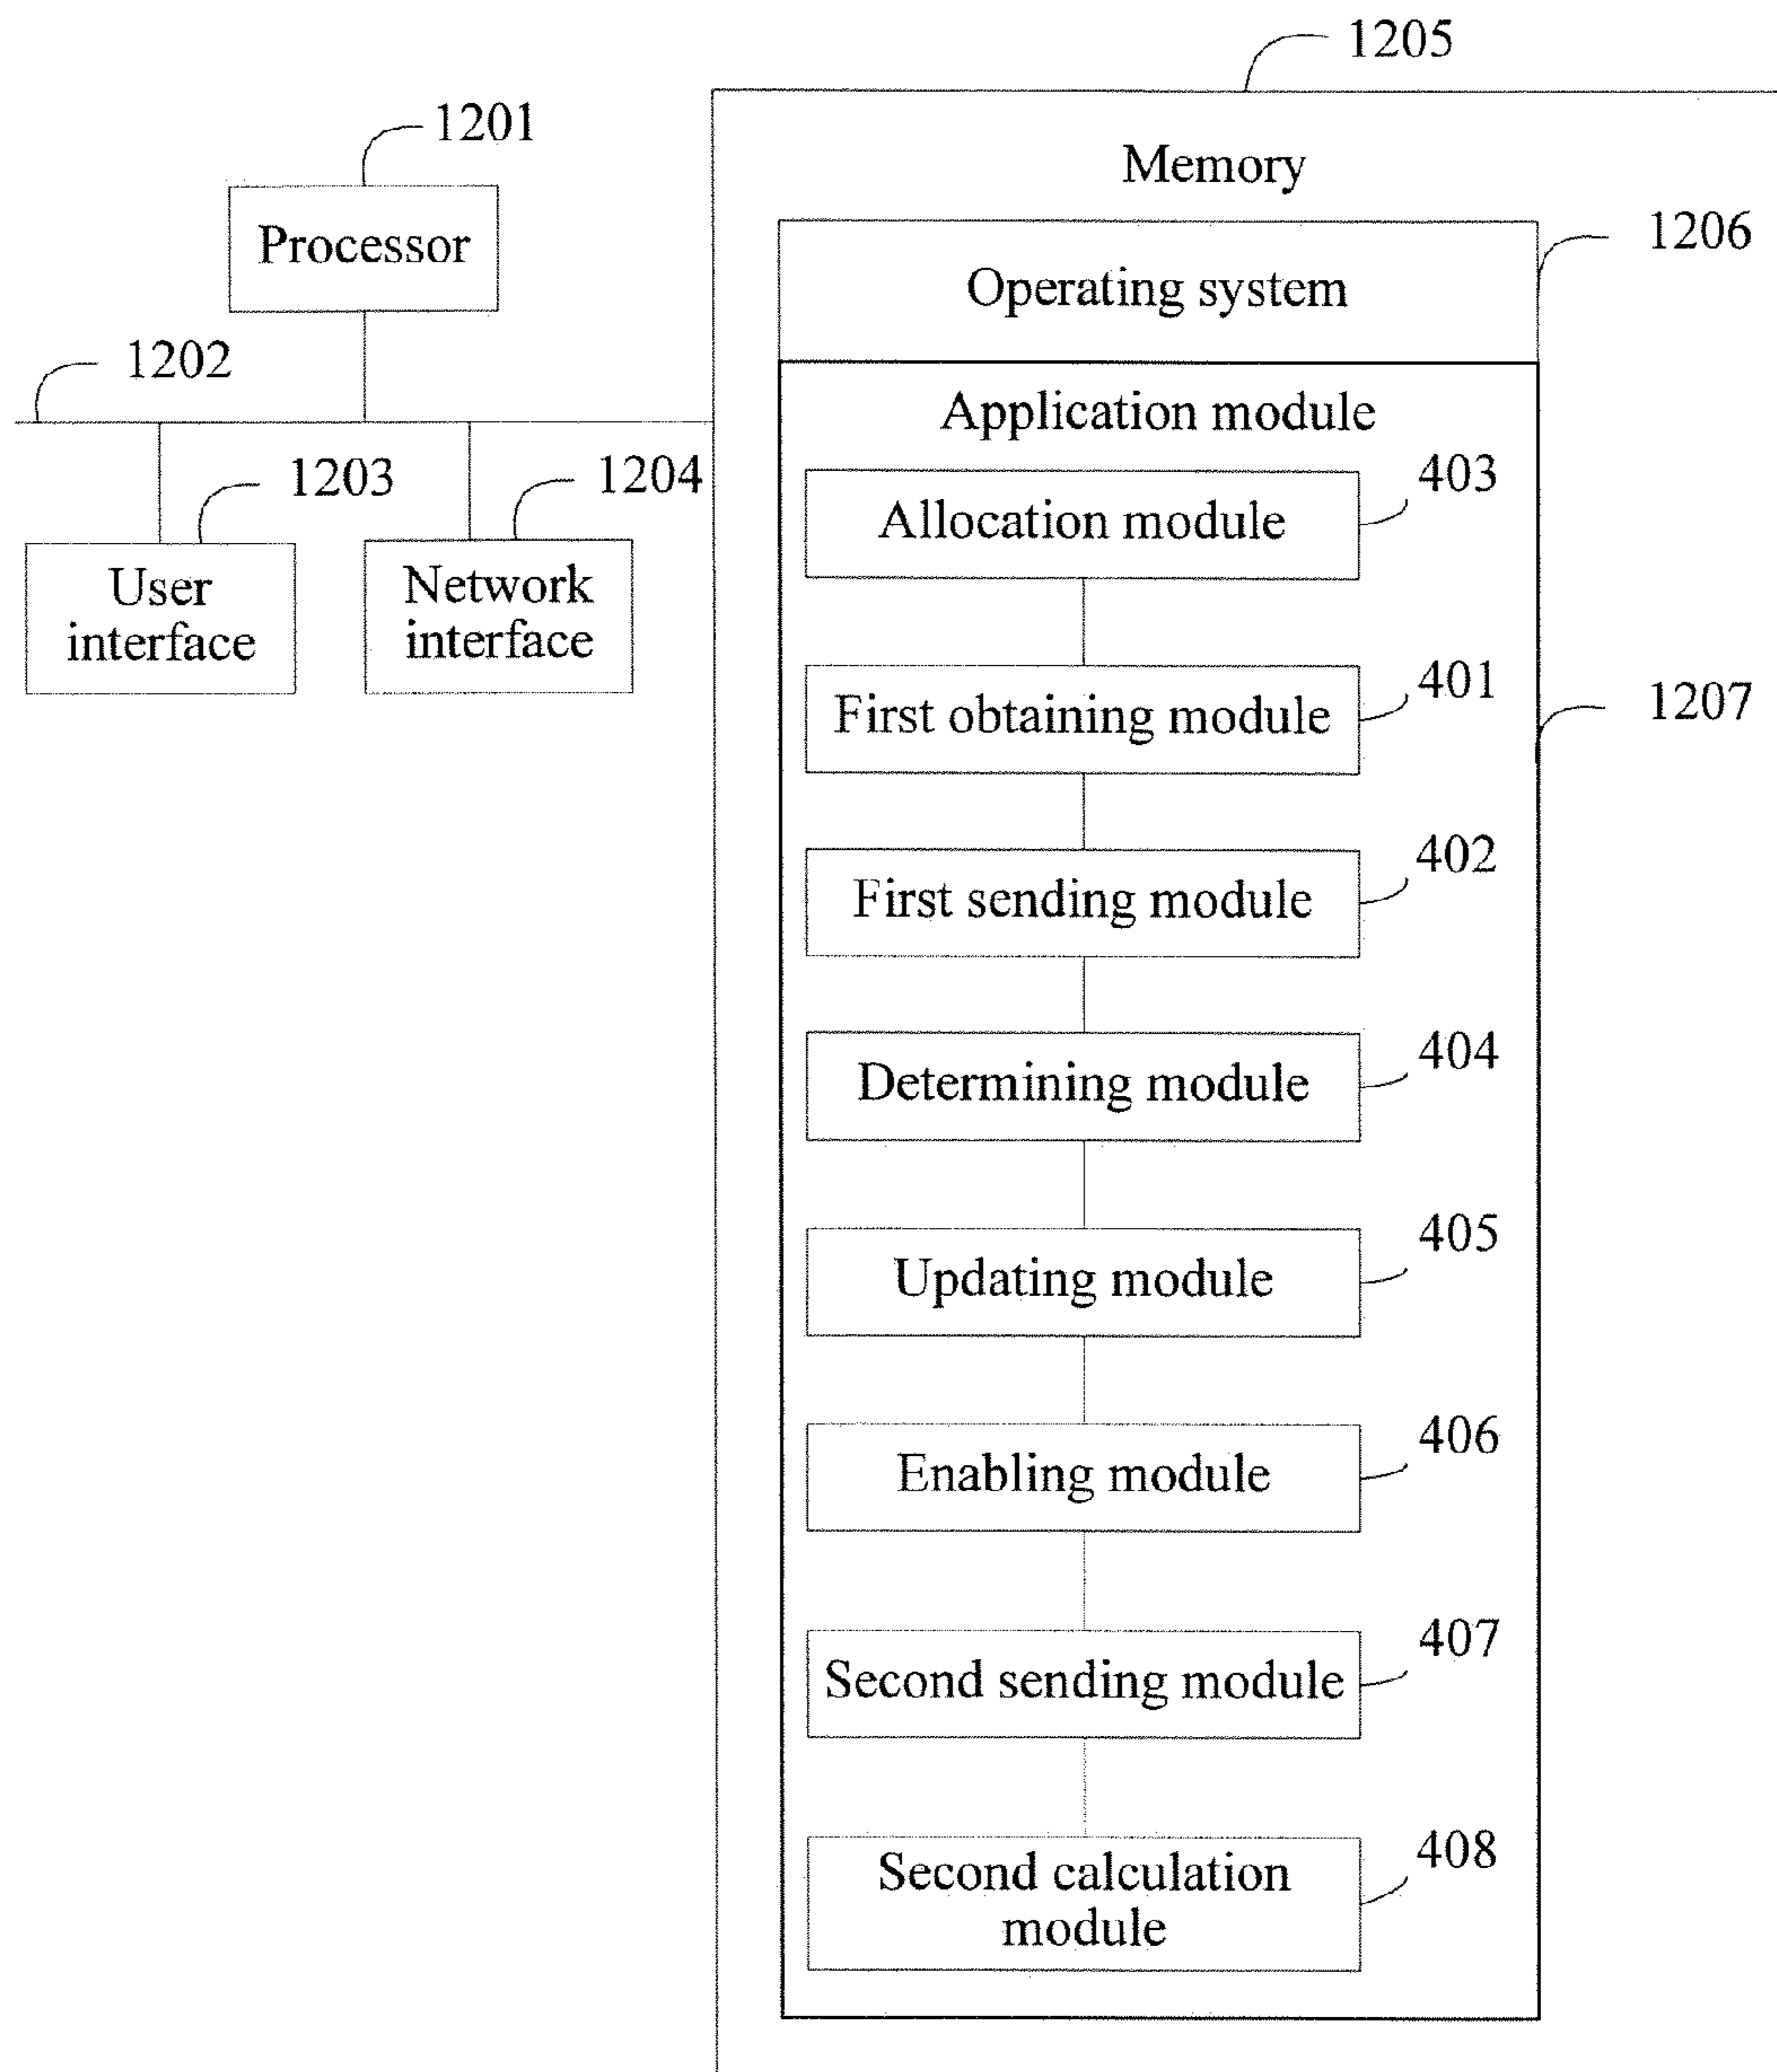 1205
1201
Memory
Processor
1206
Operating system
1202
Application module
1203
1204
403
Allocation module
User
interface
Network
interface
401
First obtaining module
1207
402
First sending module
404
Determining module
405
Updating module
406
Enabling module
407
Second sending module
408
Second calculation
module